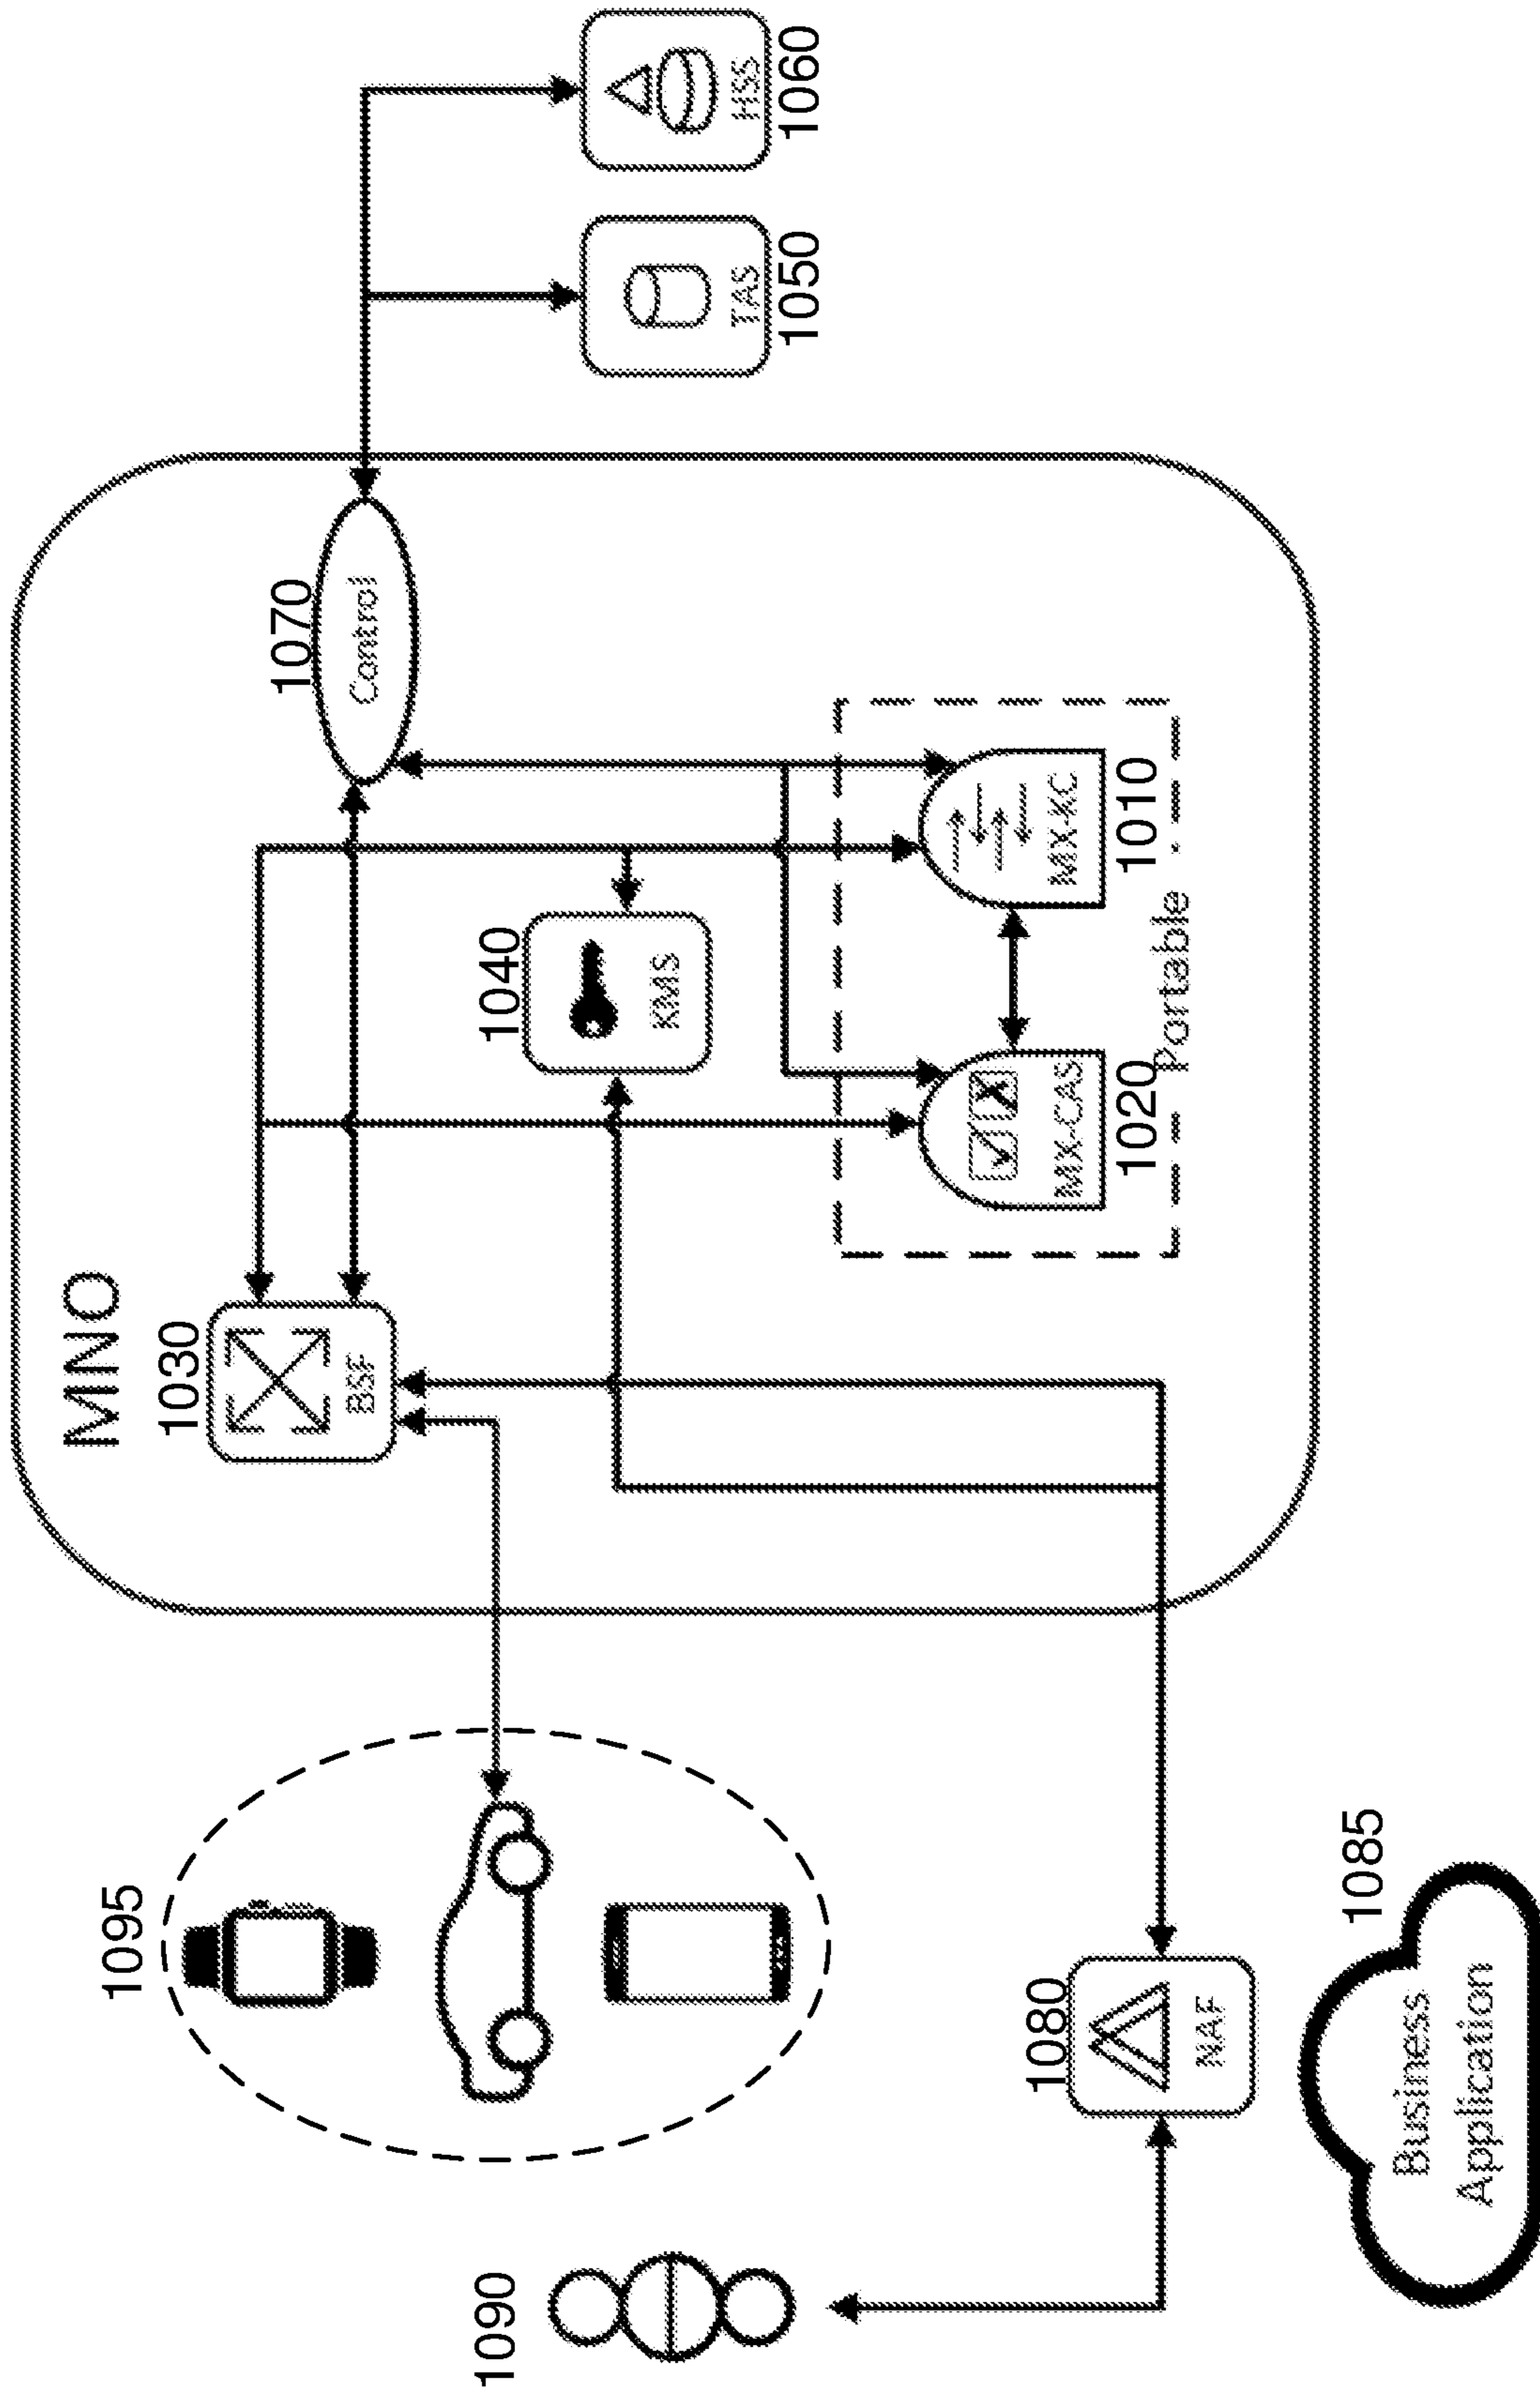 MNO
1095
1030
1070
BSF
Control
1090
1040
KMS
TAS
HSS
1050
1060
1080
MX-CAS
MX-KC
1020
1010
Portable
NAF
1085
Business
Application